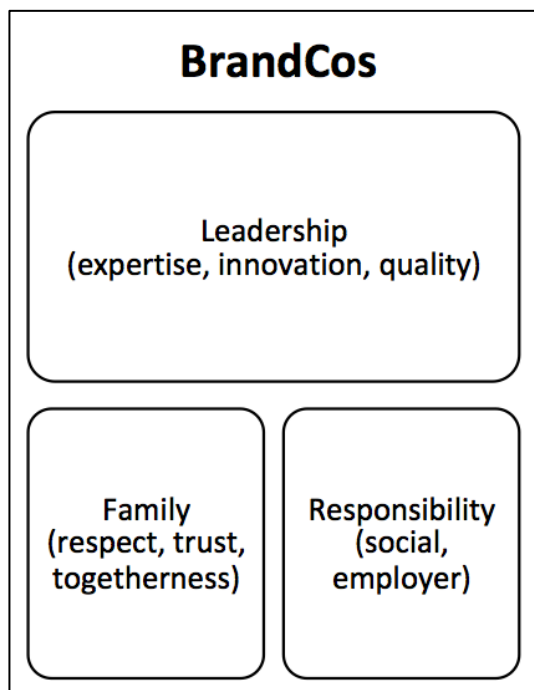 BrandCos
Leadership
(expertise, innovation, quality)
Family
(respect, trust,
togetherness)
Responsibility
(social,
employer)